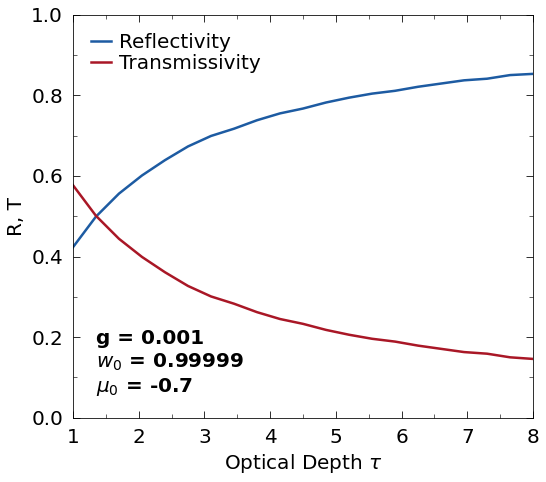 Reflectivity
Transmissivity
R, T
1.0
0.8
0.6
0.4
0.2
0.0
g = 0.001
w₀ = 0.99999
μ₀ = -0.7
1 2 3 4 5 6 7 8
Optical Depth τ